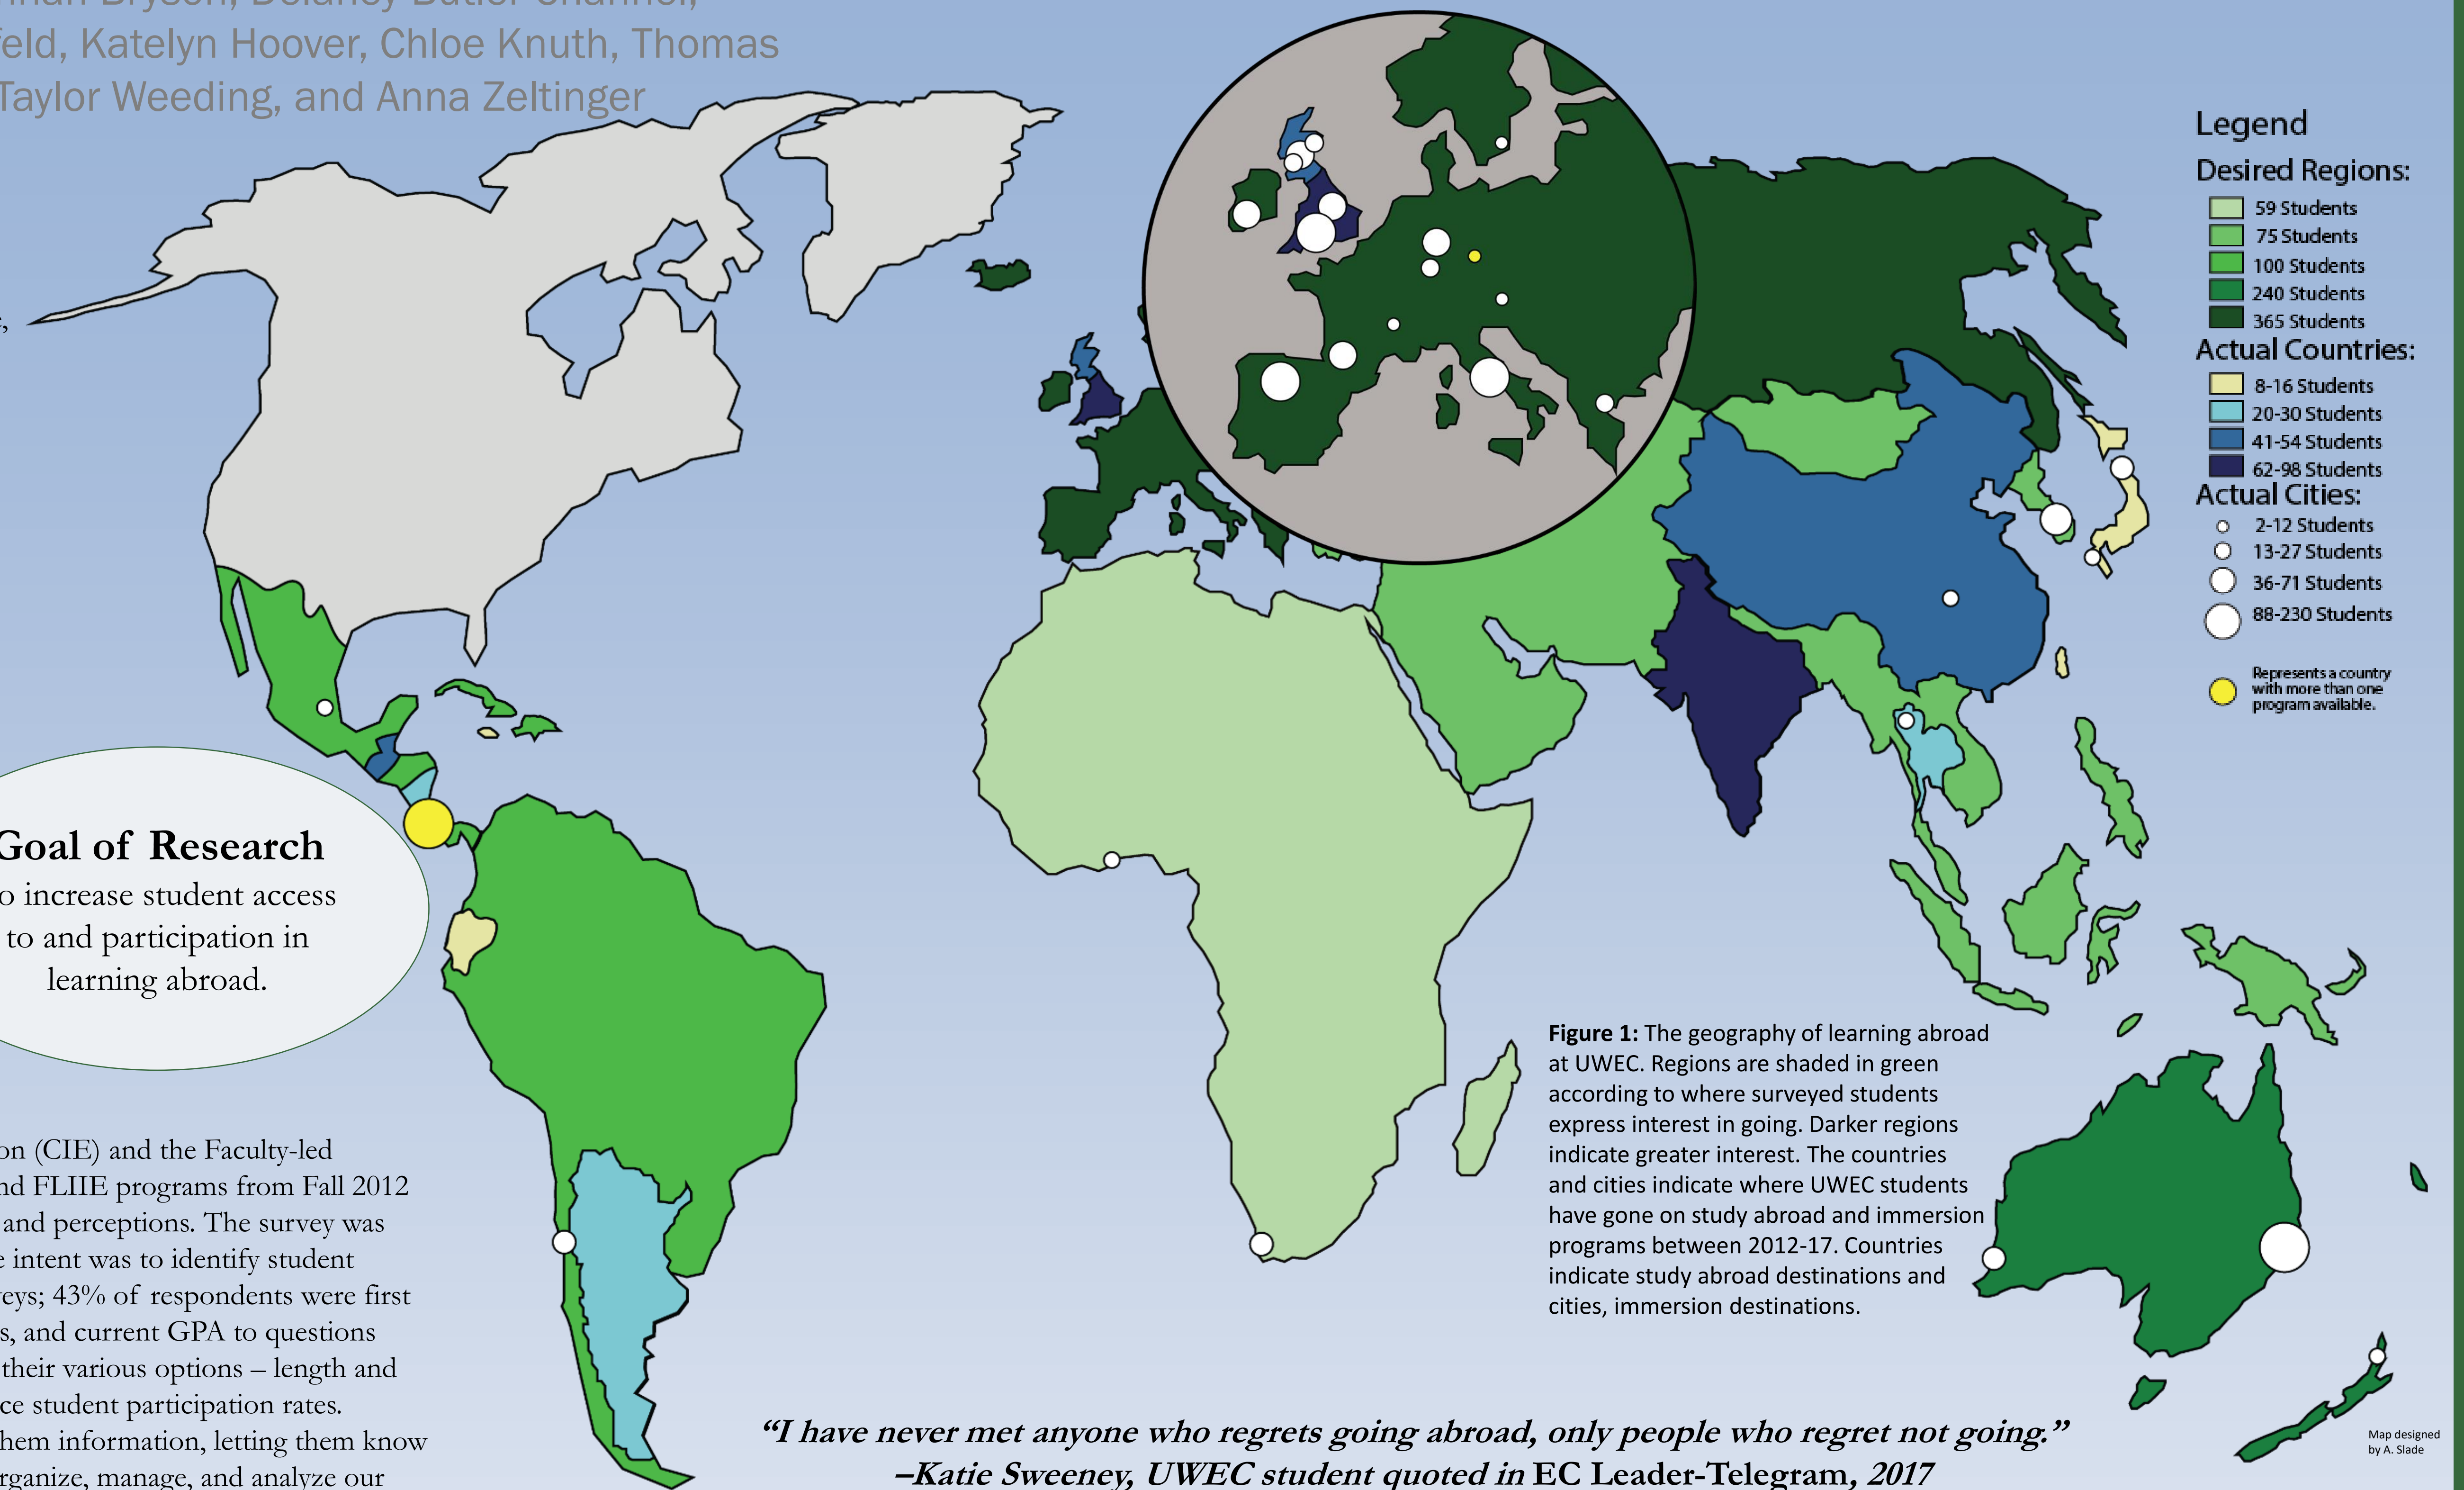 Bryson, Delaney Butler Channel,
feld, Katelyn Hoover, Chloe Knuth, Thomas
Taylor Weeding, and Anna Zeltinger
Goal of Research
o increase student access
to and participation in
learning abroad.
on (CIE) and the Faculty-led
nd FLIIE programs from Fall 2012
and perceptions. The survey was
e intent was to identify student
veys; 43% of respondents were first
s, and current GPA to questions
their various options – length and
ce student participation rates.
hem information, letting them know
rganize, manage, and analyze our
Legend
Desired Regions:
59 Students
75 Students
100 Students
240 Students
365 Students
Actual Countries:
8-16 Students
20-30 Students
41-54 Students
62-98 Students
Actual Cities:
2-12 Students
13-27 Students
36-71 Students
88-230 Students
Represents a country
with more than one
program available.
Figure 1: The geography of learning abroad
at UWEC. Regions are shaded in green
according to where surveyed students
express interest in going. Darker regions
indicate greater interest. The countries
and cities indicate where UWEC students
have gone on study abroad and immersion
programs between 2012-17. Countries
indicate study abroad destinations and
cities, immersion destinations.
“I have never met anyone who regrets going abroad, only people who regret not going.”
–Katie Sweeney, UWEC student quoted in EC Leader-Telegram, 2017
Map designed
by A. Slade